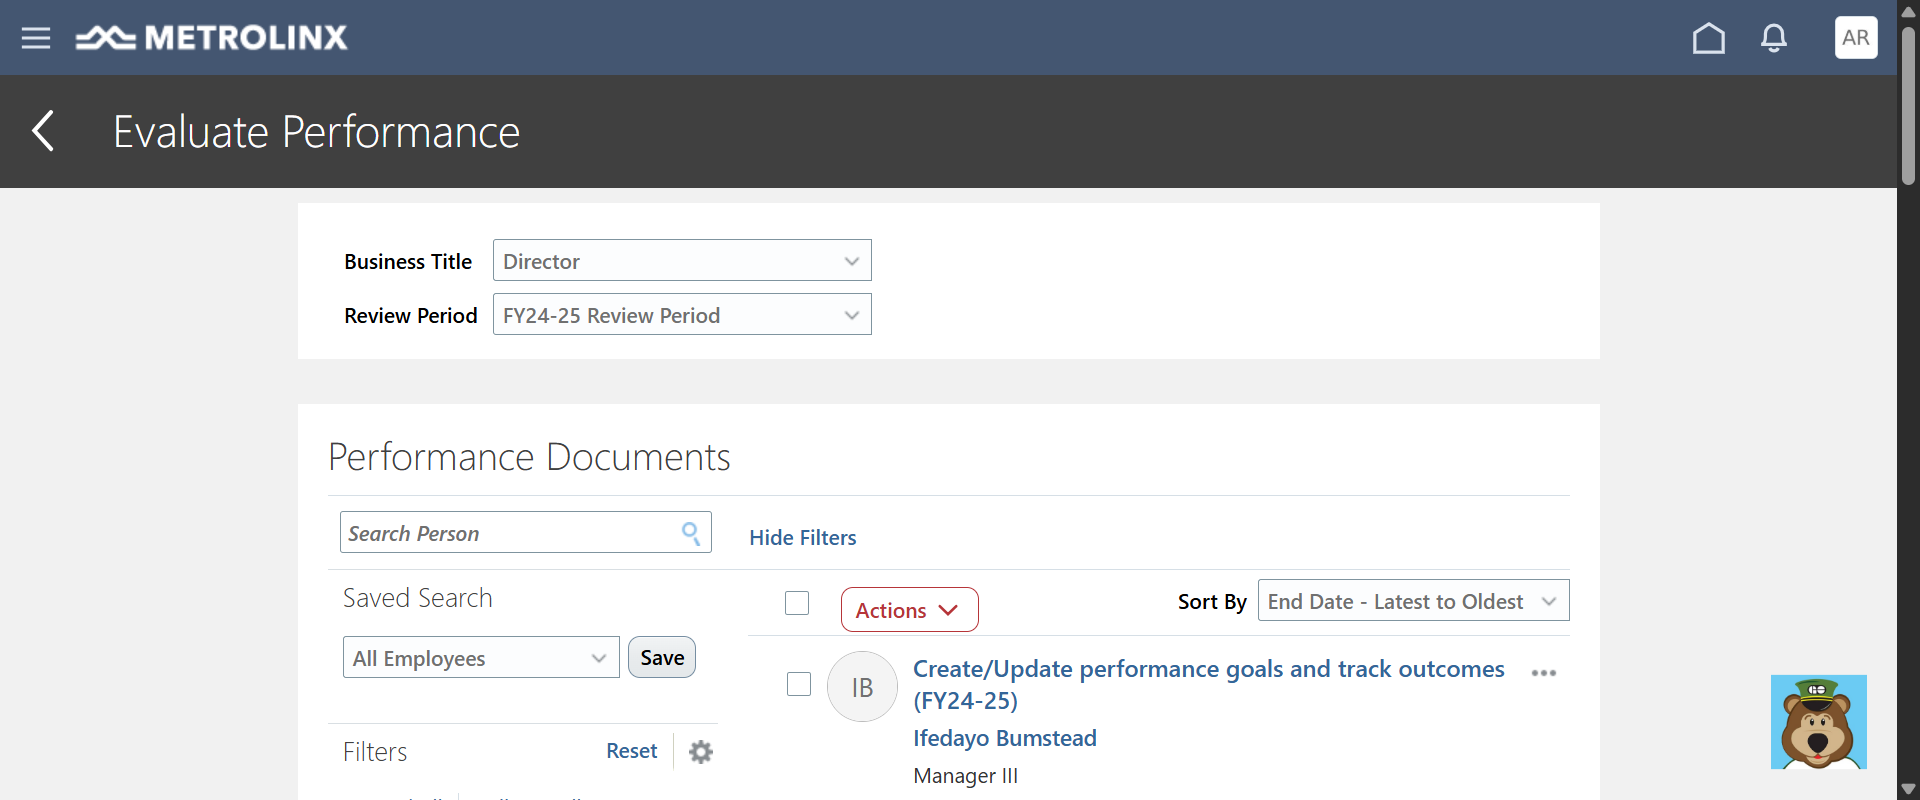 METROLINX
AR
Evaluate Performance
Business Title Director
Review Period FY24-25 Review Period
Performance Documents
Search Person
Hide Filters
Saved Search
Actions
Sort By End Date - Latest to Oldest
All Employees Save
IB
Create/Update performance goals and track outcomes
(FY24-25)
Ifedayo Bumstead
Manager III
Filters Reset
GO